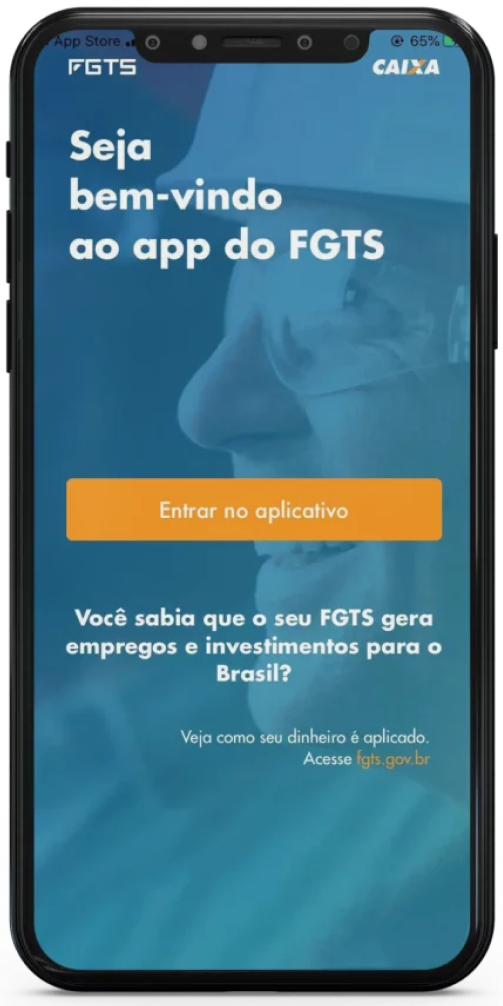 App Store
65%
FGTS
CAIXA
Seja
bem-vindo
ao app do FGTS
Entrar no aplicativo
Você sabia que o seu FGTS gera
empregos e investimentos para o
Brasil?
Veja como seu dinheiro é aplicado.
Acesse fgts.gov.br